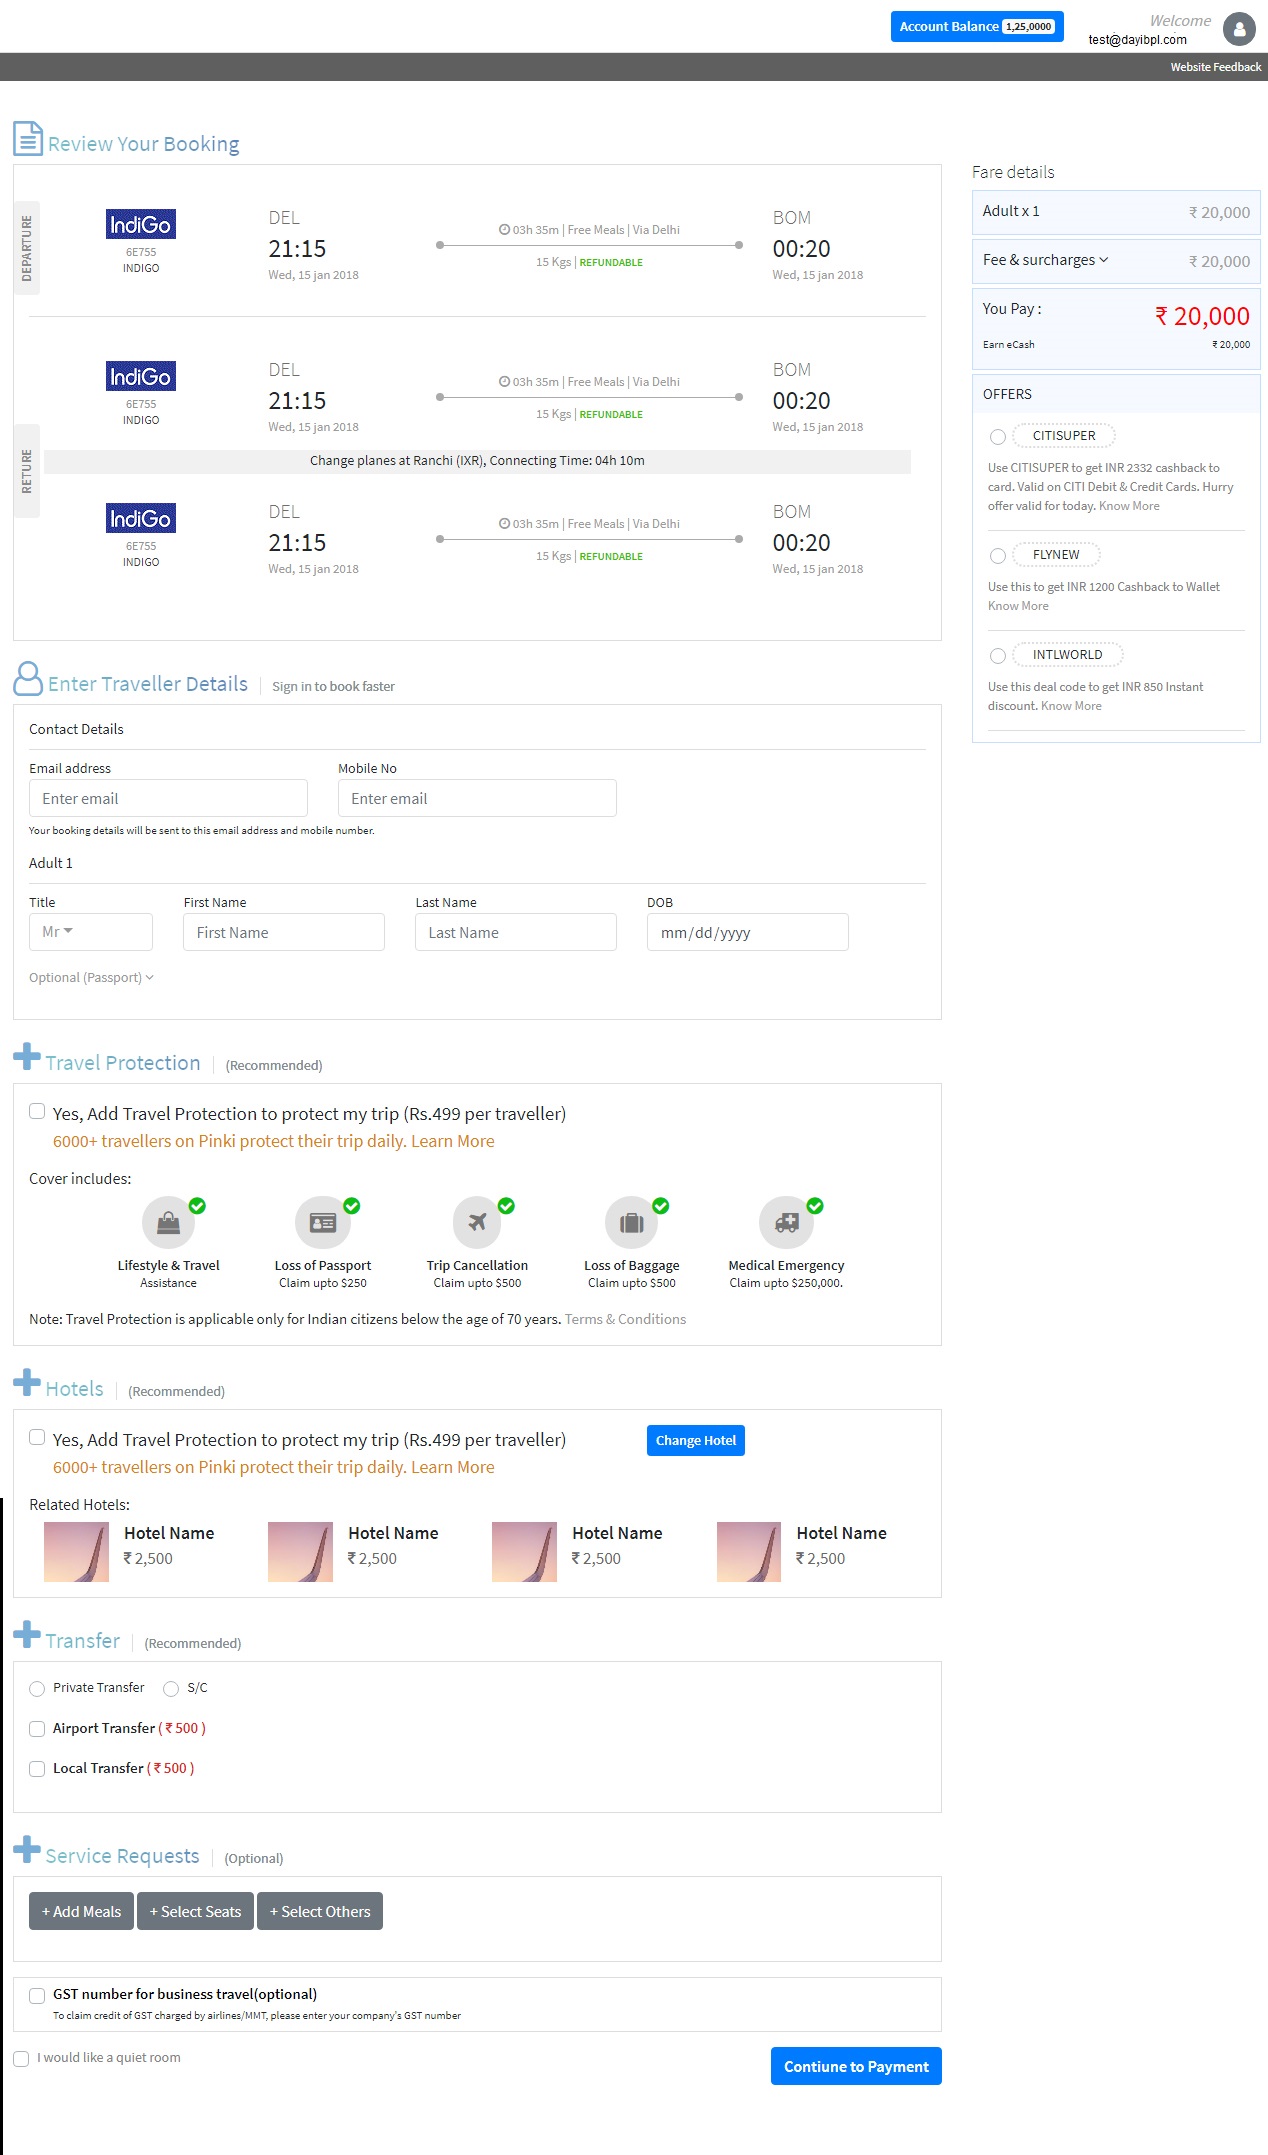 Account Balance 1,25,0000
Welcome
test@dayibpl.com
Website Feedback
Review Your Booking
DEPARTURE
IndiGo
6E755
INDIGO
DEL
21:15
Wed, 15 jan 2018
03h 35m | Free Meals | Via Delhi
15 Kgs | REFUNDABLE
BOM
00:20
Wed, 15 jan 2018
RETURE
IndiGo
6E755
INDIGO
DEL
21:15
Wed, 15 jan 2018
03h 35m | Free Meals | Via Delhi
15 Kgs | REFUNDABLE
BOM
00:20
Wed, 15 jan 2018
Change planes at Ranchi (IXR), Connecting Time: 04h 10m
IndiGo
6E755
INDIGO
DEL
21:15
Wed, 15 jan 2018
03h 35m | Free Meals | Via Delhi
15 Kgs | REFUNDABLE
BOM
00:20
Wed, 15 jan 2018
Fare details
Adult x 1 ₹ 20,000
Fee & surcharges ₹ 20,000
You Pay : ₹ 20,000
Earn eCash ₹ 20,000
OFFERS
CITISUPER
Use CITISUPER to get INR 2332 cashback to
card. Valid on CITI Debit & Credit Cards. Hurry
offer valid for today. Know More
FLYNEW
Use this to get INR 1200 Cashback to Wallet
Know More
INTLWORLD
Use this deal code to get INR 850 Instant
discount. Know More
Enter Traveller Details Sign in to book faster
Contact Details
Email address Mobile No
Enter email Enter email
Your booking details will be sent to this email address and mobile number.
Adult 1
Title First Name Last Name DOB
Mr First Name Last Name mm/dd/yyyy
Optional (Passport)
Travel Protection (Recommended)
Yes, Add Travel Protection to protect my trip (Rs.499 per traveller)
6000+ travellers on Pinki protect their trip daily. Learn More
Cover includes:
Lifestyle & Travel Loss of Passport Trip Cancellation Loss of Baggage Medical Emergency
Assistance Claim upto $250 Claim upto $500 Claim upto $500 Claim upto $250,000.
Note: Travel Protection is applicable only for Indian citizens below the age of 70 years. Terms & Conditions
Hotels (Recommended)
Yes, Add Travel Protection to protect my trip (Rs.499 per traveller) Change Hotel
6000+ travellers on Pinki protect their trip daily. Learn More
Related Hotels:
Hotel Name Hotel Name Hotel Name Hotel Name
₹ 2,500 ₹ 2,500 ₹ 2,500 ₹ 2,500
Transfer (Recommended)
Private Transfer S/C
Airport Transfer ( ₹ 500 )
Local Transfer ( ₹ 500 )
Service Requests (Optional)
+ Add Meals + Select Seats + Select Others
GST number for business travel(optional)
To claim credit of GST charged by airlines/MMT, please enter your company's GST number
I would like a quiet room Contiune to Payment